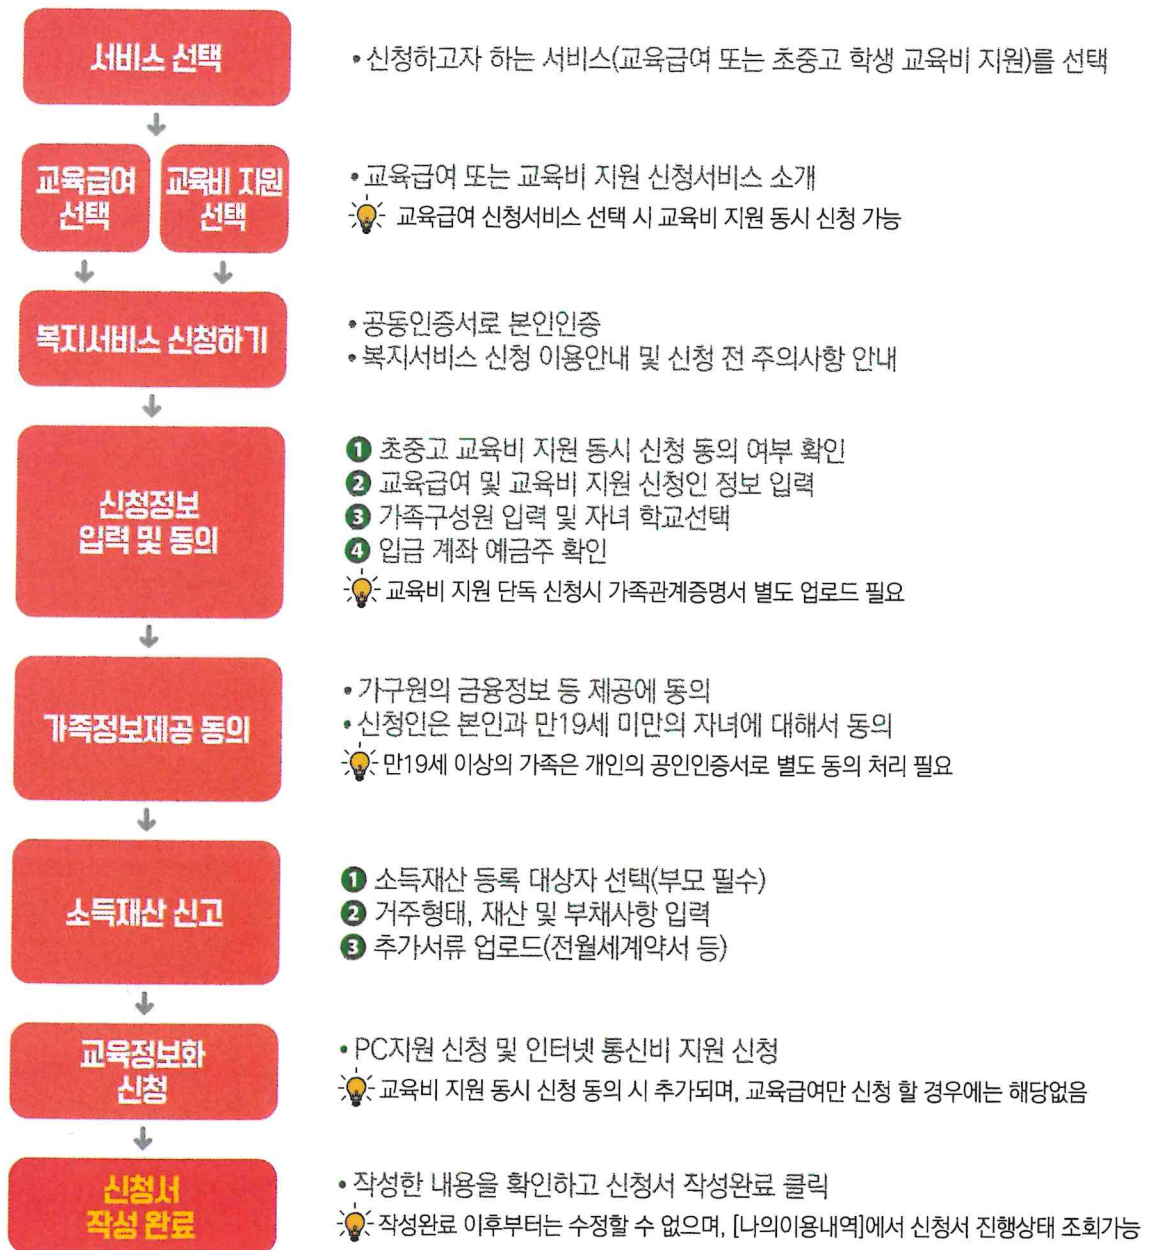 서비스 선택
• 신청하고자 하는 서비스(교육급여 또는 초중고 학생 교육비 지원)를 선택
교육급여 선택
교육비 지원 선택
• 교육급여 또는 교육비 지원 신청서비스 소개
교육급여 신청서비스 선택 시 교육비 지원 동시 신청 가능
복지서비스 신청하기
• 공동인증서로 본인인증
• 복지서비스 신청 이용안내 및 신청 전 주의사항 안내
신청정보
입력 및 동의
❶ 초중고 교육비 지원 동시 신청 동의 여부 확인
❷ 교육급여 및 교육비 지원 신청인 정보 입력
❸ 가족구성원 입력 및 자녀 학교선택
❹ 입금 계좌 예금주 확인
교육비 지원 단독 신청시 가족관계증명서 별도 업로드 필요
가족정보제공 동의
• 가구원의 금융정보 등 제공에 동의
• 신청인은 본인과 만19세 미만의 자녀에 대해서 동의
만19세 이상의 가족은 개인의 공인인증서로 별도 동의 처리 필요
소득재산 신고
❶ 소득재산 등록 대상자 선택(부모 필수)
❷ 거주형태, 재산 및 부채사항 입력
❸ 추가서류 업로드(전월세계약서 등)
교육정보화
신청
• PC지원 신청 및 인터넷 통신비 지원 신청
교육비 지원 동시 신청 동의 시 추가되며, 교육급여만 신청 할 경우에는 해당없음
신청서
작성 완료
• 작성한 내용을 확인하고 신청서 작성완료 클릭
작성완료 이후부터는 수정할 수 없으며, [나의이용내역]에서 신청서 진행상태 조회가능